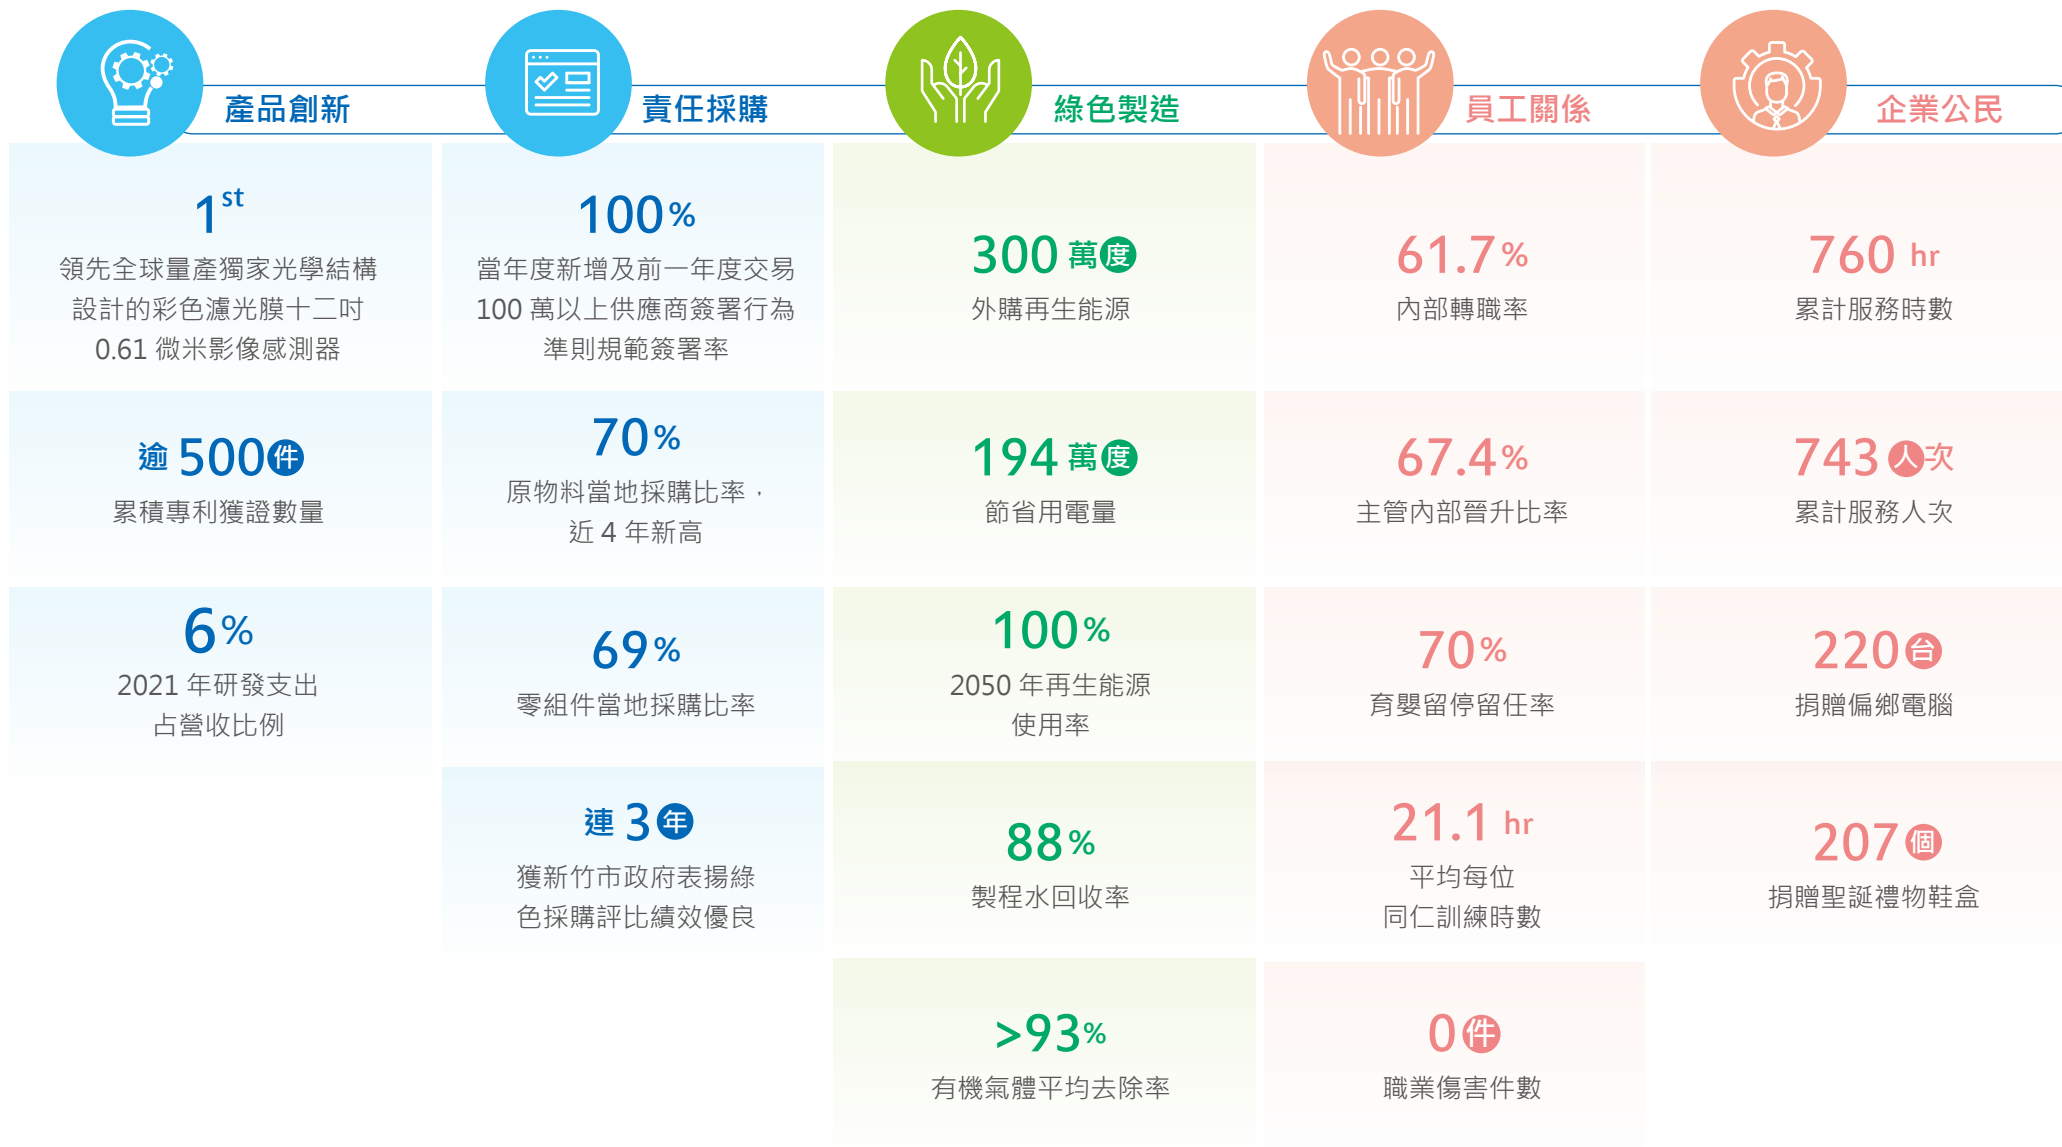 產品創新
1st
領先全球量產獨家光學結構
設計的彩色濾光膜十二吋
0.61 微米影像感測器
逾 500 件
累積專利獲證數量
6%
2021 年研發支出
占營收比例
責任採購
100%
當年度新增及前一年度交易
100 萬以上供應商簽署行為
準則規範簽署率
70%
原物料當地採購比率，
近 4 年新高
69%
零組件當地採購比率
連 3 年
獲新竹市政府表揚綠
色採購評比績效優良
綠色製造
300 萬度
外購再生能源
194 萬度
節省用電量
100%
2050 年再生能源
使用率
88%
製程水回收率
>93%
有機氣體平均去除率
員工關係
61.7%
內部轉職率
67.4%
主管內部晉升比率
70%
育嬰留停留任率
21.1 hr
平均每位
同仁訓練時數
0 件
職業傷害件數
企業公民
760 hr
累計服務時數
743 人次
累計服務人次
220 台
捐贈偏鄉電腦
207 個
捐贈聖誕禮物鞋盒